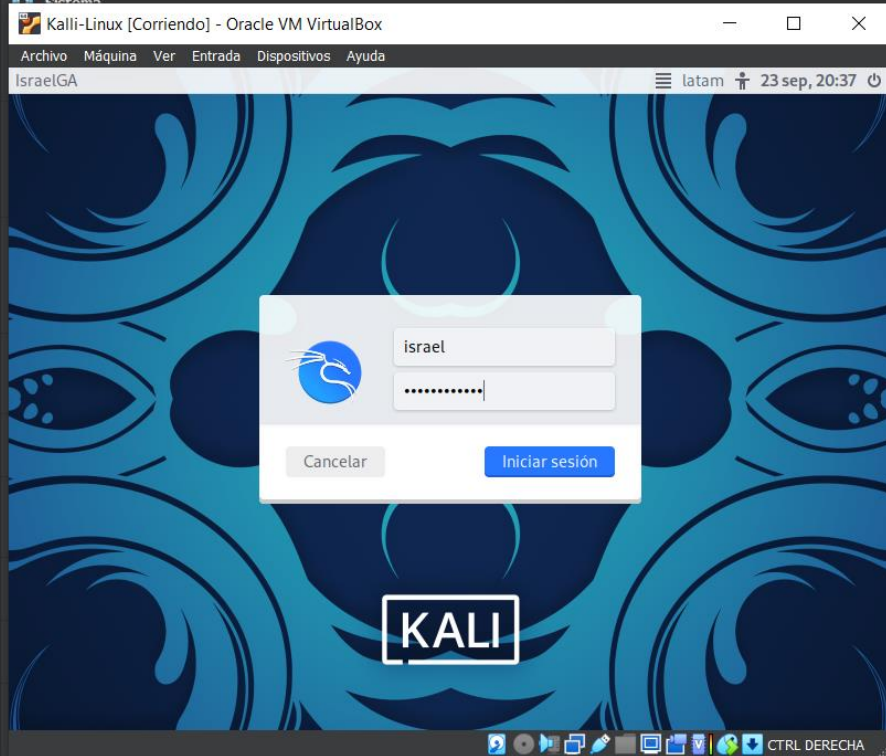 Sistema
Kalli-Linux [Corriendo] - Oracle VM VirtualBox
Archivo Máquina Ver Entrada Dispositivos Ayuda
IsraelGA latam 23 sep, 20:37
israel
••••••••••••
Cancelar Iniciar sesión
KALI
CTRL DERECHA